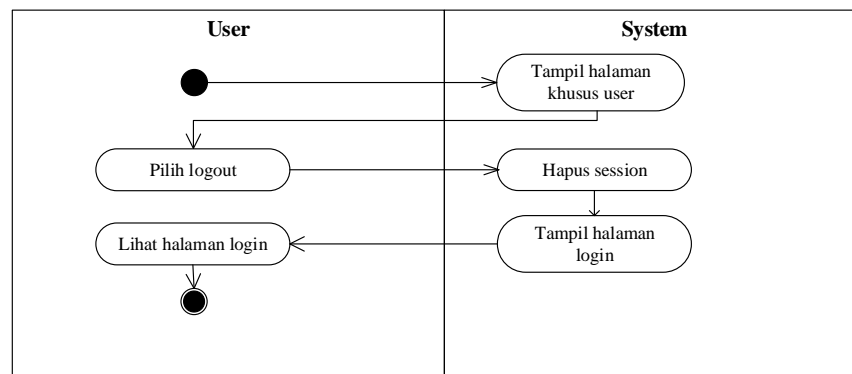 User
System
Tampil halaman
khusus user
Pilih logout
Hapus session
Lihat halaman login
Tampil halaman
login